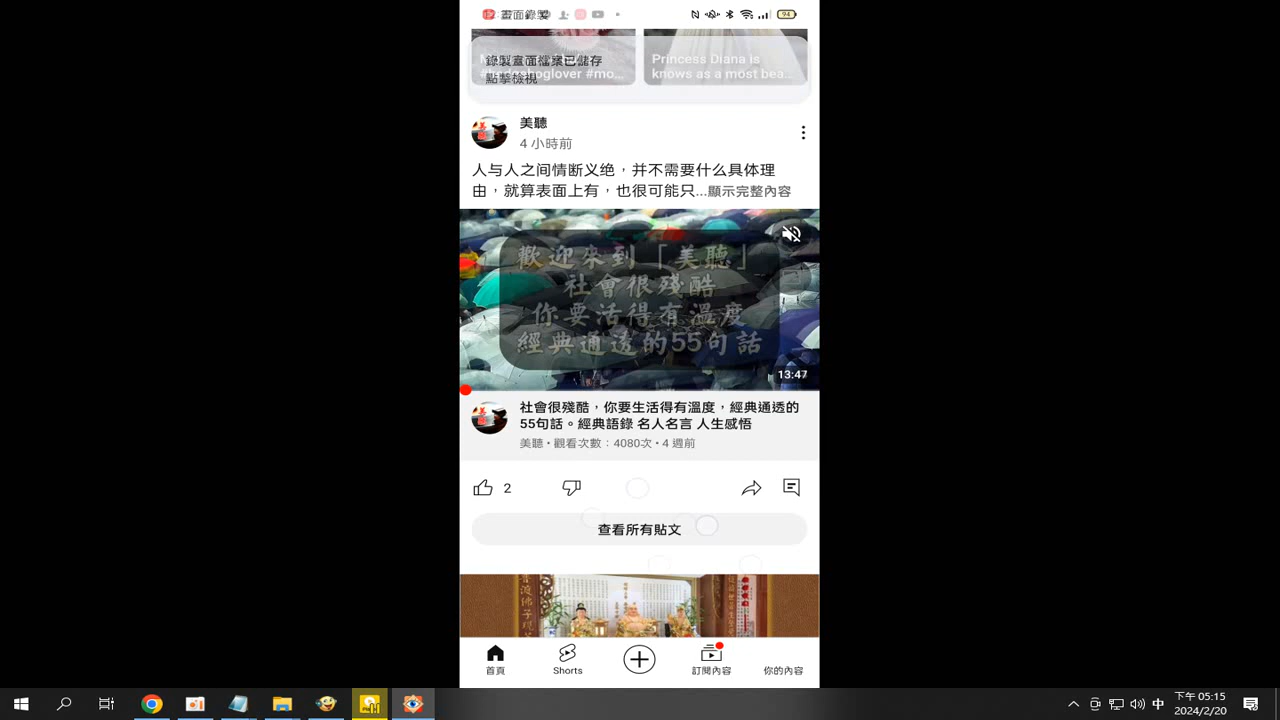 畫面錄製
94
錄製畫面檔案已儲存
#hedgehoglover #mo...
點擊檢視
Princess Diana is
knows as a most bea...
美聽
4 小時前
人与人之间情断义绝，并不需要什么具体理
由，就算表面上有，也很可能只...顯示完整內容
歡迎來到「美聽」
社會很殘酷
你要活得有溫度
經典通透的55句話
13:47
社會很殘酷，你要生活得有溫度，經典通透的
55句話。經典語錄 名人名言 人生感悟
美聽 • 觀看次數：4080次 • 4 週前
2
查看所有貼文
首頁
Shorts
訂閱內容
你的內容
中
下午 05:15
2024/2/20